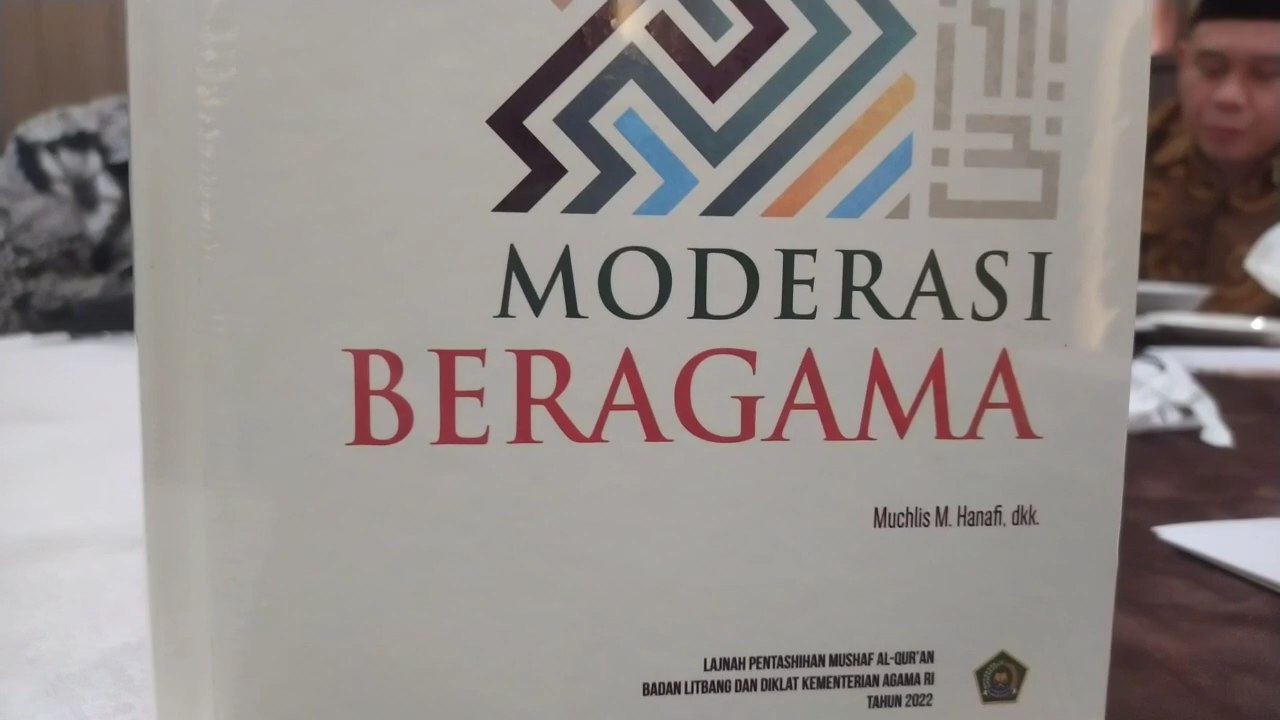 MODERASI
BERAGAMA
Muchlis M. Hanafi, dkk.
LAJNAH PENTASHIHAN MUSHAF AL-QUR'AN
BADAN LITBANG DAN DIKLAT KEMENTERIAN AGAMA RI
TAHUN 2022